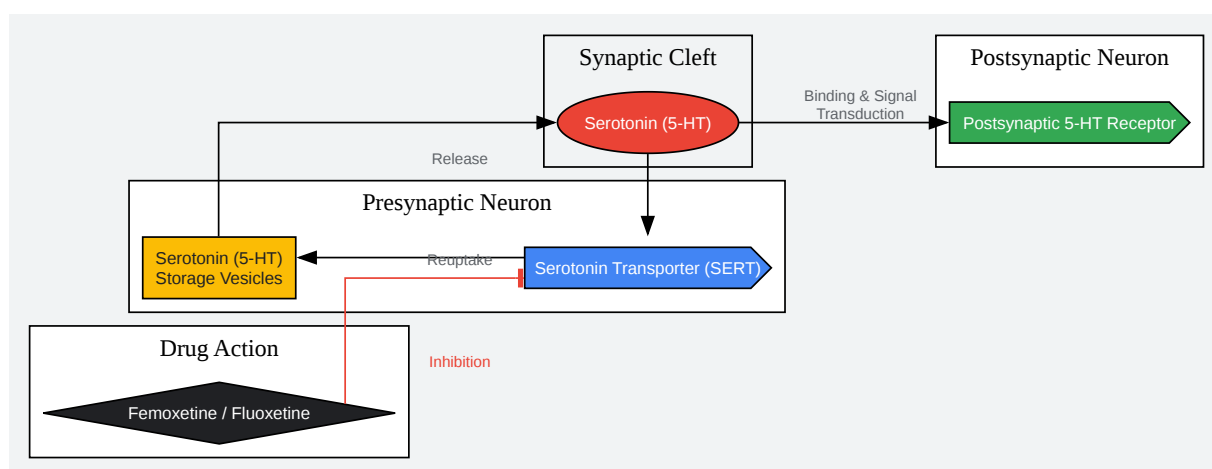 Synaptic Cleft
Serotonin (5-HT)
Binding & Signal
Transduction
Postsynaptic Neuron
Postsynaptic 5-HT Receptor
Release
Presynaptic Neuron
Serotonin (5-HT)
Storage Vesicles
Reuptake
Serotonin Transporter (SERT)
Drug Action
Inhibition
Femoxetine / Fluoxetine